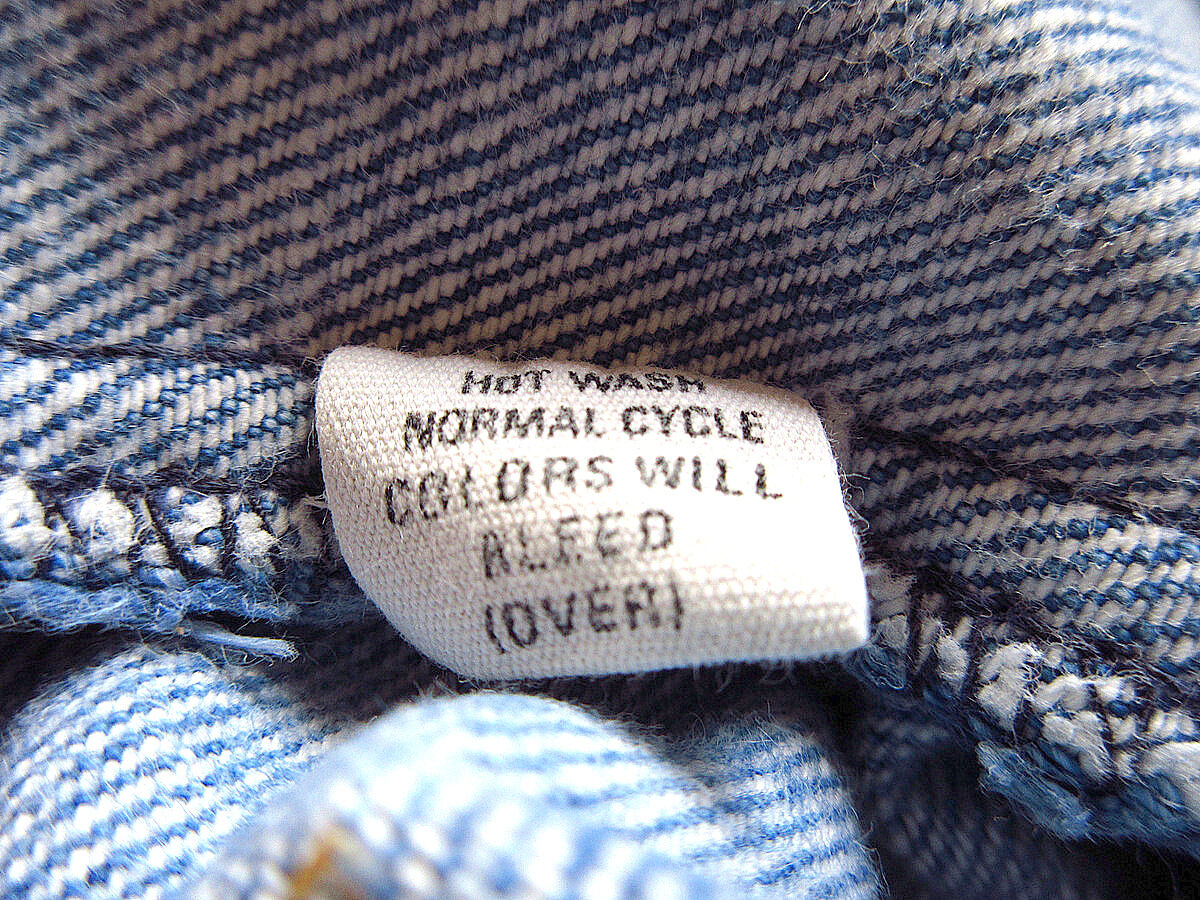 HOT WASH
NORMAL CYCLE
COLORS WILL
BLEED
(OVER)